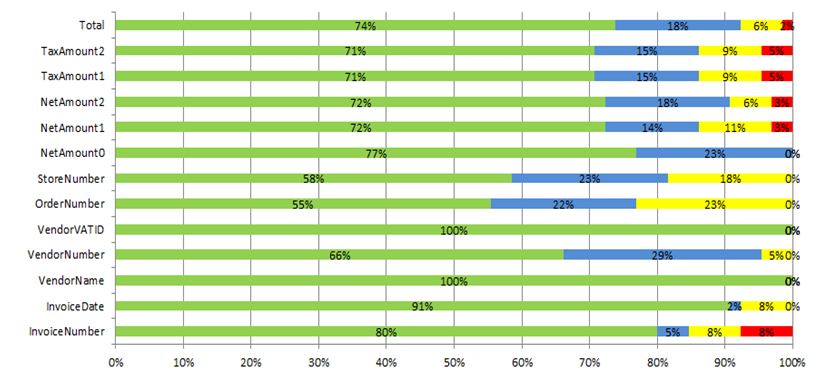 Total 74% 18% 6% 2%
TaxAmount2 71% 15% 9% 5%
TaxAmount1 71% 15% 9% 5%
NetAmount2 72% 18% 6% 3%
NetAmount1 72% 14% 11% 3%
NetAmount0 77% 23% 0%
StoreNumber 58% 23% 18% 0%
OrderNumber 55% 22% 23% 0%
VendorVATID 100% 0%
VendorNumber 66% 29% 5% 0%
VendorName 100% 0%
InvoiceDate 91% 2% 8% 0%
InvoiceNumber 80% 5% 8% 8%
0% 10% 20% 30% 40% 50% 60% 70% 80% 90% 100%